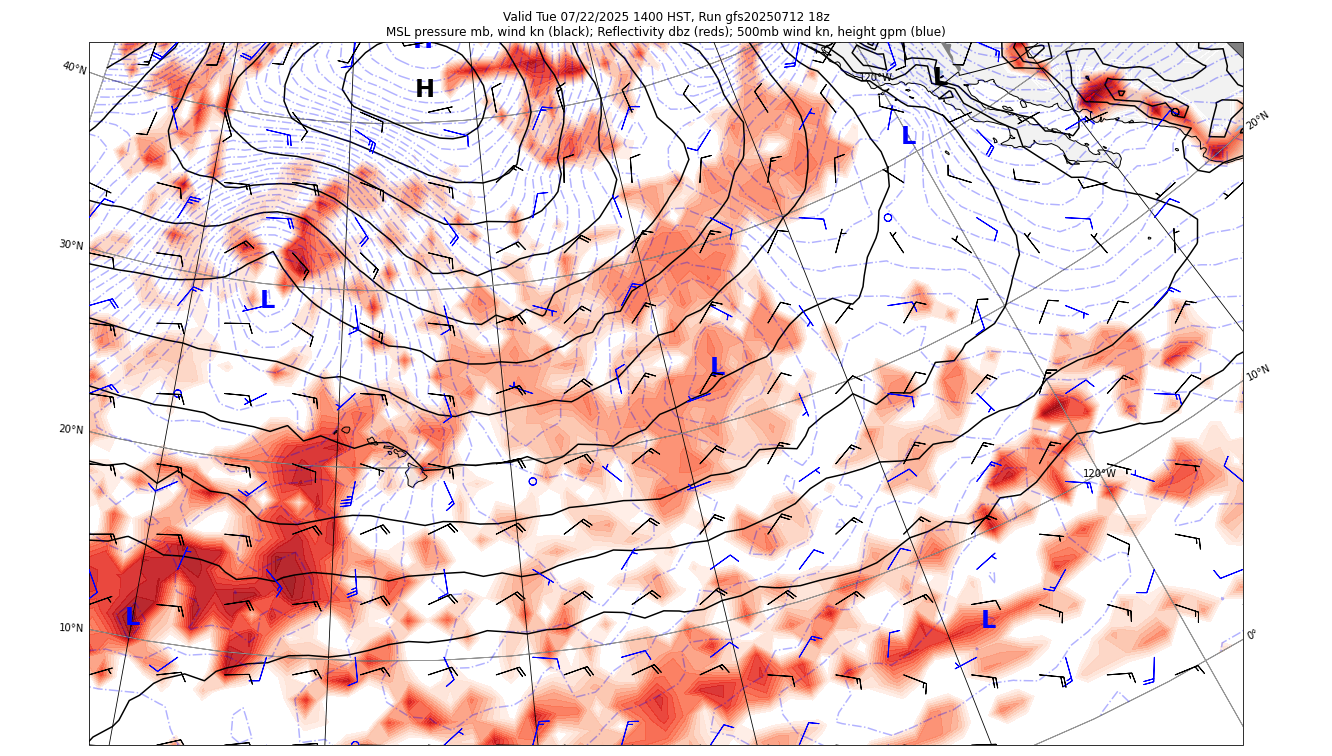 Valid Tue 07/22/2025 1400 HST, Run gfs20250712 18z
MSL pressure mb, wind kn (black); Reflectivity dbz (reds); 500mb wind kn, height gpm (blue)
H
40°N
H
120°W
L
L
20°N
30°N
L
L
10°N
20°N
120°W
10°N
L
L
0°